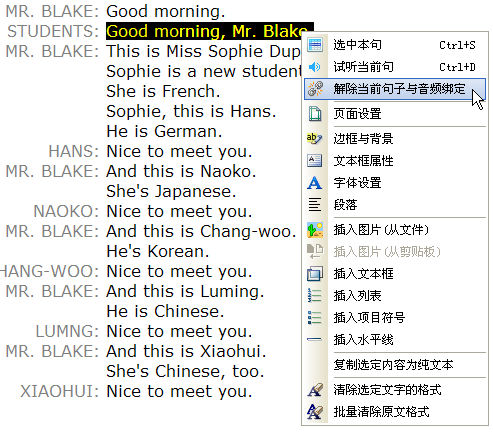 MR. BLAKE: Good morning.
STUDENTS: Good morning, Mr. Blake.
MR. BLAKE: This is Miss Sophie Dup
Sophie is a new student
She is French.
Sophie, this is Hans.
He is German.
HANS: Nice to meet you.
MR. BLAKE: And this is Naoko.
She's Japanese.
NAOKO: Nice to meet you.
MR. BLAKE: And this is Chang-woo.
He's Korean.
HANG-WOO: Nice to meet you.
MR. BLAKE: And this is Luming.
He is Chinese.
LUMNG: Nice to meet you.
MR. BLAKE: And this is Xiaohui.
She's Chinese, too.
XIAOHUI: Nice to meet you.
选中本句 Ctrl+S
试听当前句 Ctrl+D
解除当前句子与音频绑定
页面设置
边框与背景
文本框属性
字体设置
段落
插入图片(从文件)
插入图片(从剪贴板)
插入文本框
插入列表
插入项目符号
插入水平线
复制选定内容为纯文本
清除选定文字的格式
批量清除原文格式